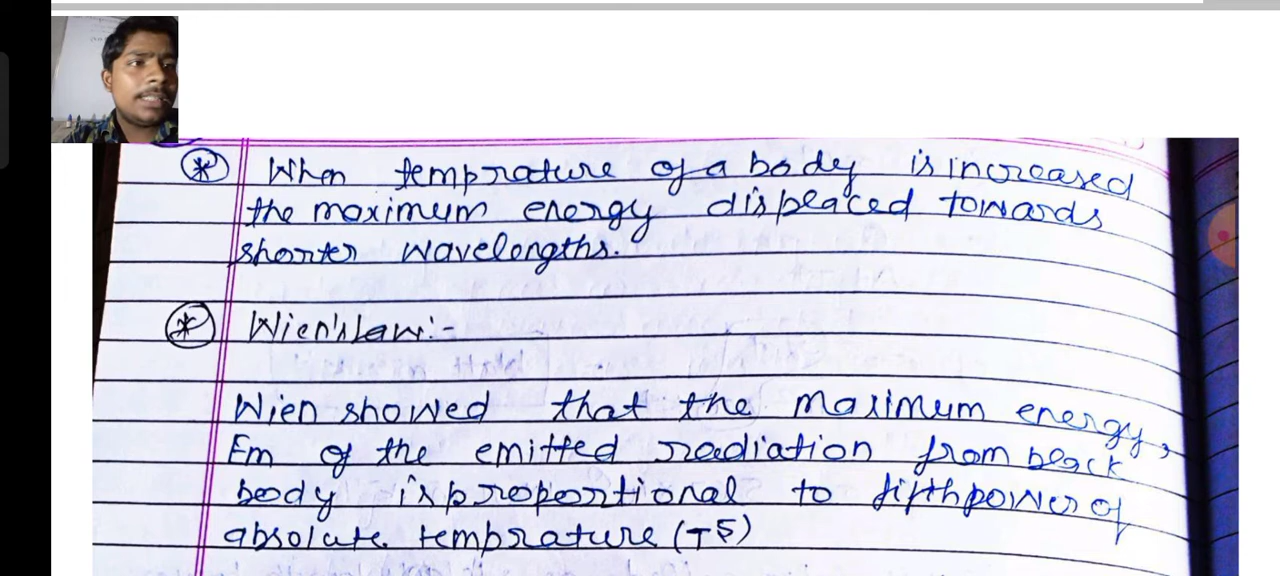 * When temprature of a body is increased
the maximum energy displaced towards
shorter wavelengths.
* Wien's law:-
Wien showed that the maximum energy,
Em of the emitted radiation from black
body is proportional to fifth power of
absolute temprature (T5)